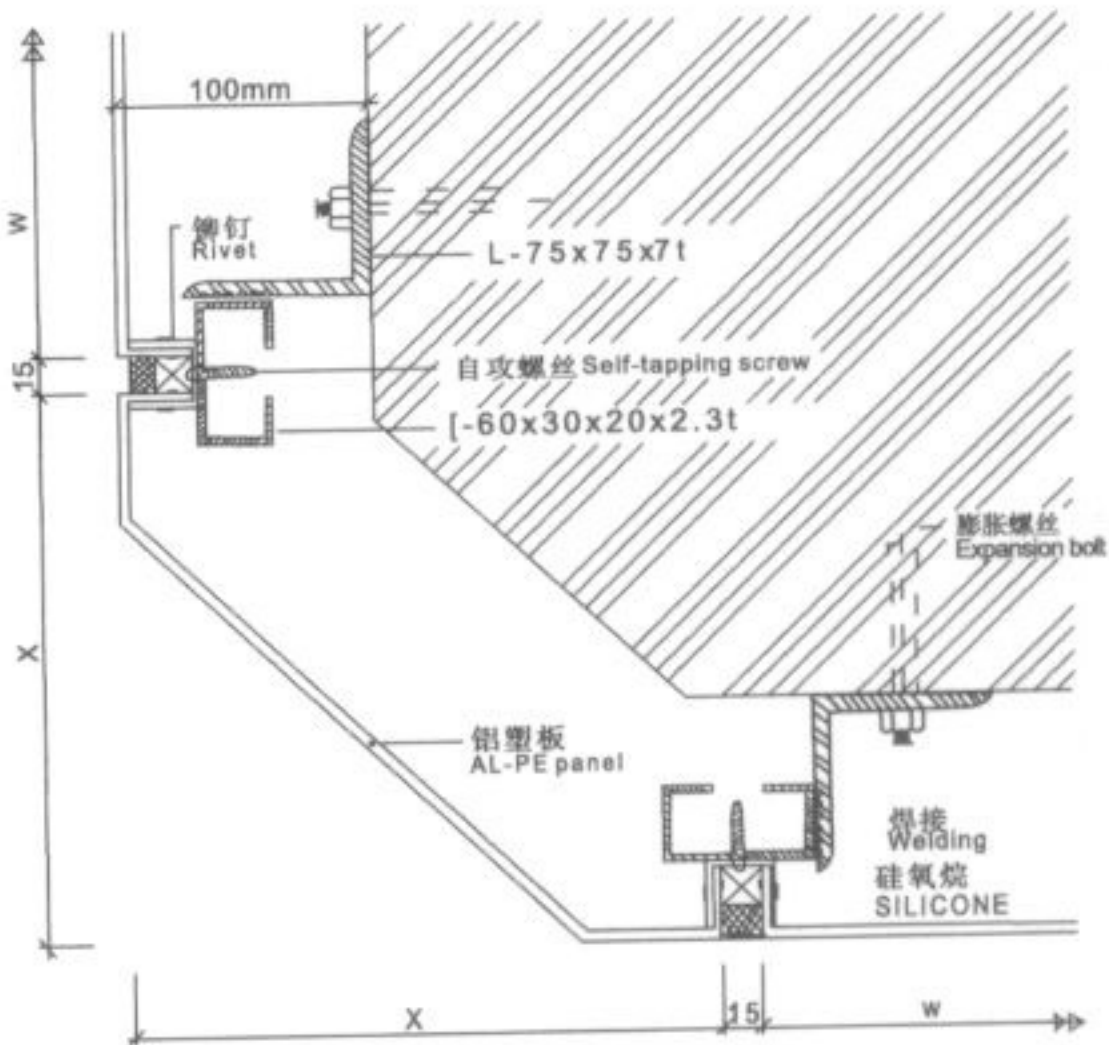 100mm
W
铆钉
Rivet
L-75x75x7t
15
自攻螺丝 Self-tapping screw
[-60x30x20x2.3t
膨胀螺丝
Expansion bolt
X
铝塑板
AL-PE panel
焊接
Welding
硅氧烷
SILICONE
X
15
w